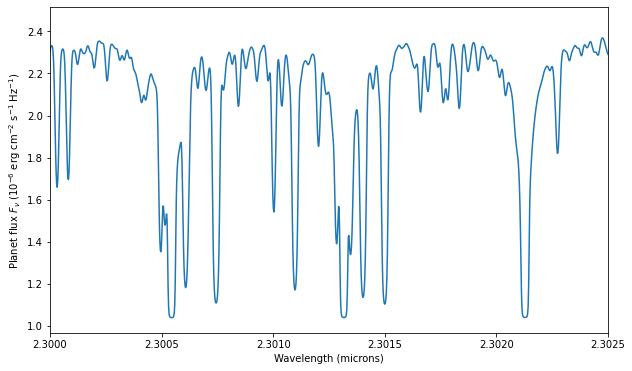 2.4
2.2
2.0
1.8
1.6
1.4
1.2
1.0
Planet flux Fν (10⁻⁶ erg cm⁻² s⁻¹ Hz⁻¹)
2.3000 2.3005 2.3010 2.3015 2.3020 2.3025
Wavelength (microns)